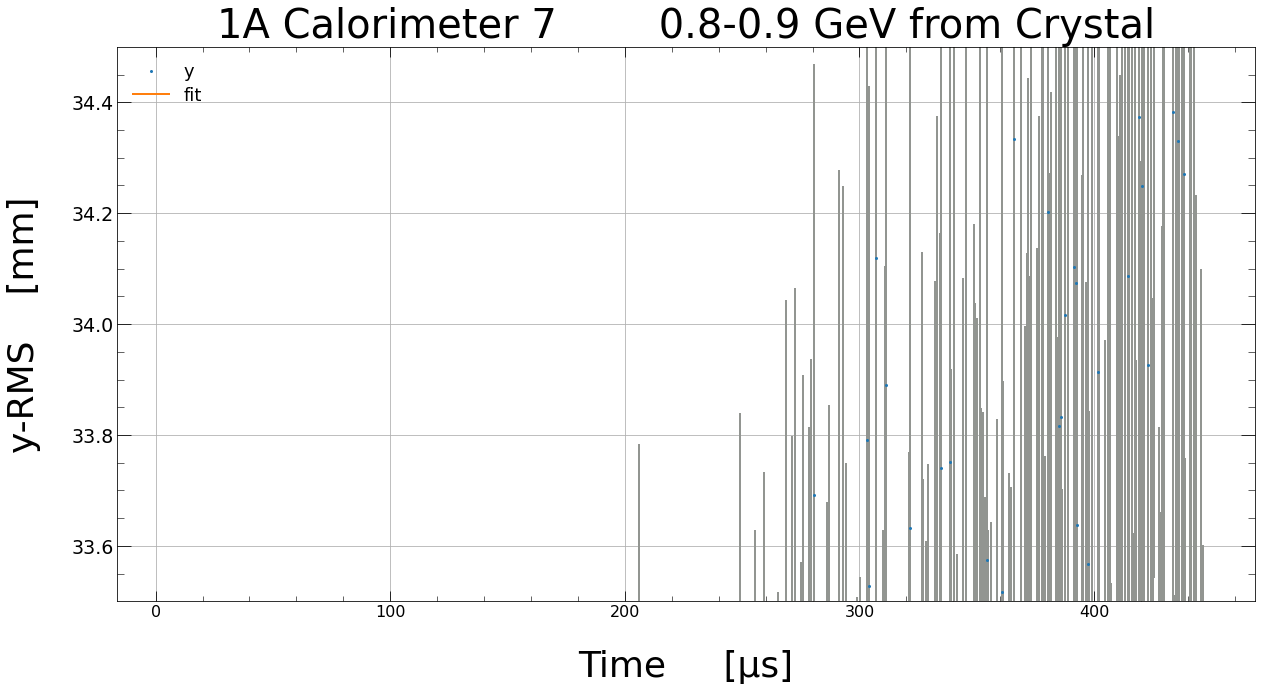 1A Calorimeter 7 0.8-0.9 GeV from Crystal
y
fit
34.4
34.2
34.0
33.8
33.6
y-RMS [mm]
0 100 200 300 400
Time [μs]